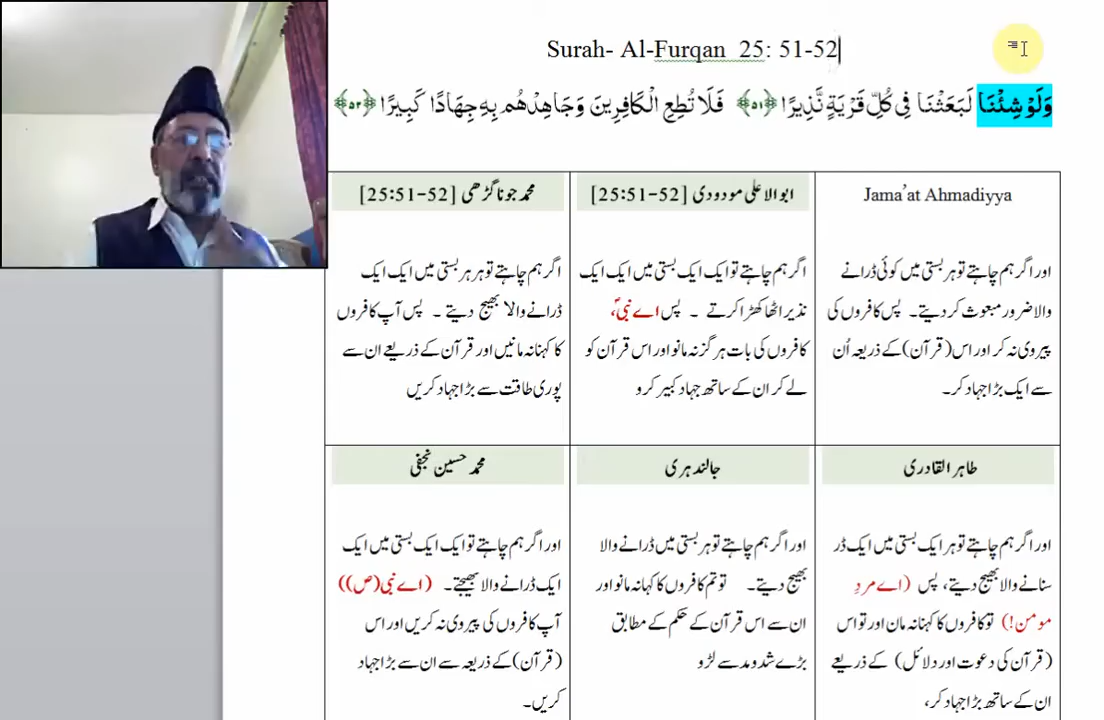 Surah- Al-Furqan 25: 51-52
وَلَوْ شِئْنَا لَبَعَثْنَا فِي كُلِّ قَرْيَةٍ نَّذِيرًا ﴿٥١﴾ فَلَا تُطِعِ الْكَافِرِينَ وَجَاهِدْهُم بِهِ جِهَادًا كَبِيرًا ﴿٥٢﴾
Jama’at Ahmadiyya
اور اگر ہم چاہتے تو ہر بستی میں کوئی ڈرانے
والا ضرور مبعوث کر دیتے۔ پس کافروں کی
پیروی نہ کر اور اس (قرآن) کے ذریعہ اُن
سے ایک بڑا جہاد کر۔
ابوالاعلی مودودی [25:51-52]
اگر ہم چاہتے تو ایک ایک بستی میں ایک ایک
نذیر اٹھا کھڑا کرتے ۔ پس اے نبیؐ،
کافروں کی بات ہرگز نہ مانو اور اس قرآن کو
لے کر ان کے ساتھ جہاد کبیر کرو
محمد جوناگڑھی [25:51-52]
اگر ہم چاہتے تو ہر ہر بستی میں ایک ایک
ڈرانے والا بھیج دیتے ۔ پس آپ کافروں
کا کہنا نہ مانیں اور قرآن کے ذریعے ان سے
پوری طاقت سے بڑا جہاد کریں
طاہر القادری
اور اگر ہم چاہتے تو ہر ایک بستی میں ایک ڈر
سنانے والا بھیج دیتے، پس (اے مردِ
مومن!) تو کافروں کا کہنا نہ مان اور تو اس
(قرآن کی دعوت اور دلائل) کے ذریعے
ان کے ساتھ بڑا جہاد کر،
جالندہری
اور اگر ہم چاہتے تو ہر بستی میں ڈرانے والا
بھیج دیتے۔ تو تم کافروں کا کہا نہ مانو اور
ان سے اس قرآن کے حکم کے مطابق
بڑے شدومد سے لڑو
محمد حسین نجفی
اور اگر ہم چاہتے تو ایک ایک بستی میں ایک
ایک ڈرانے والا بھیجتے۔ (اے نبی(ص))
آپ کافروں کی پیروی نہ کریں اور اس
(قرآن) کے ذریعہ سے ان سے بڑا جہاد
کریں۔